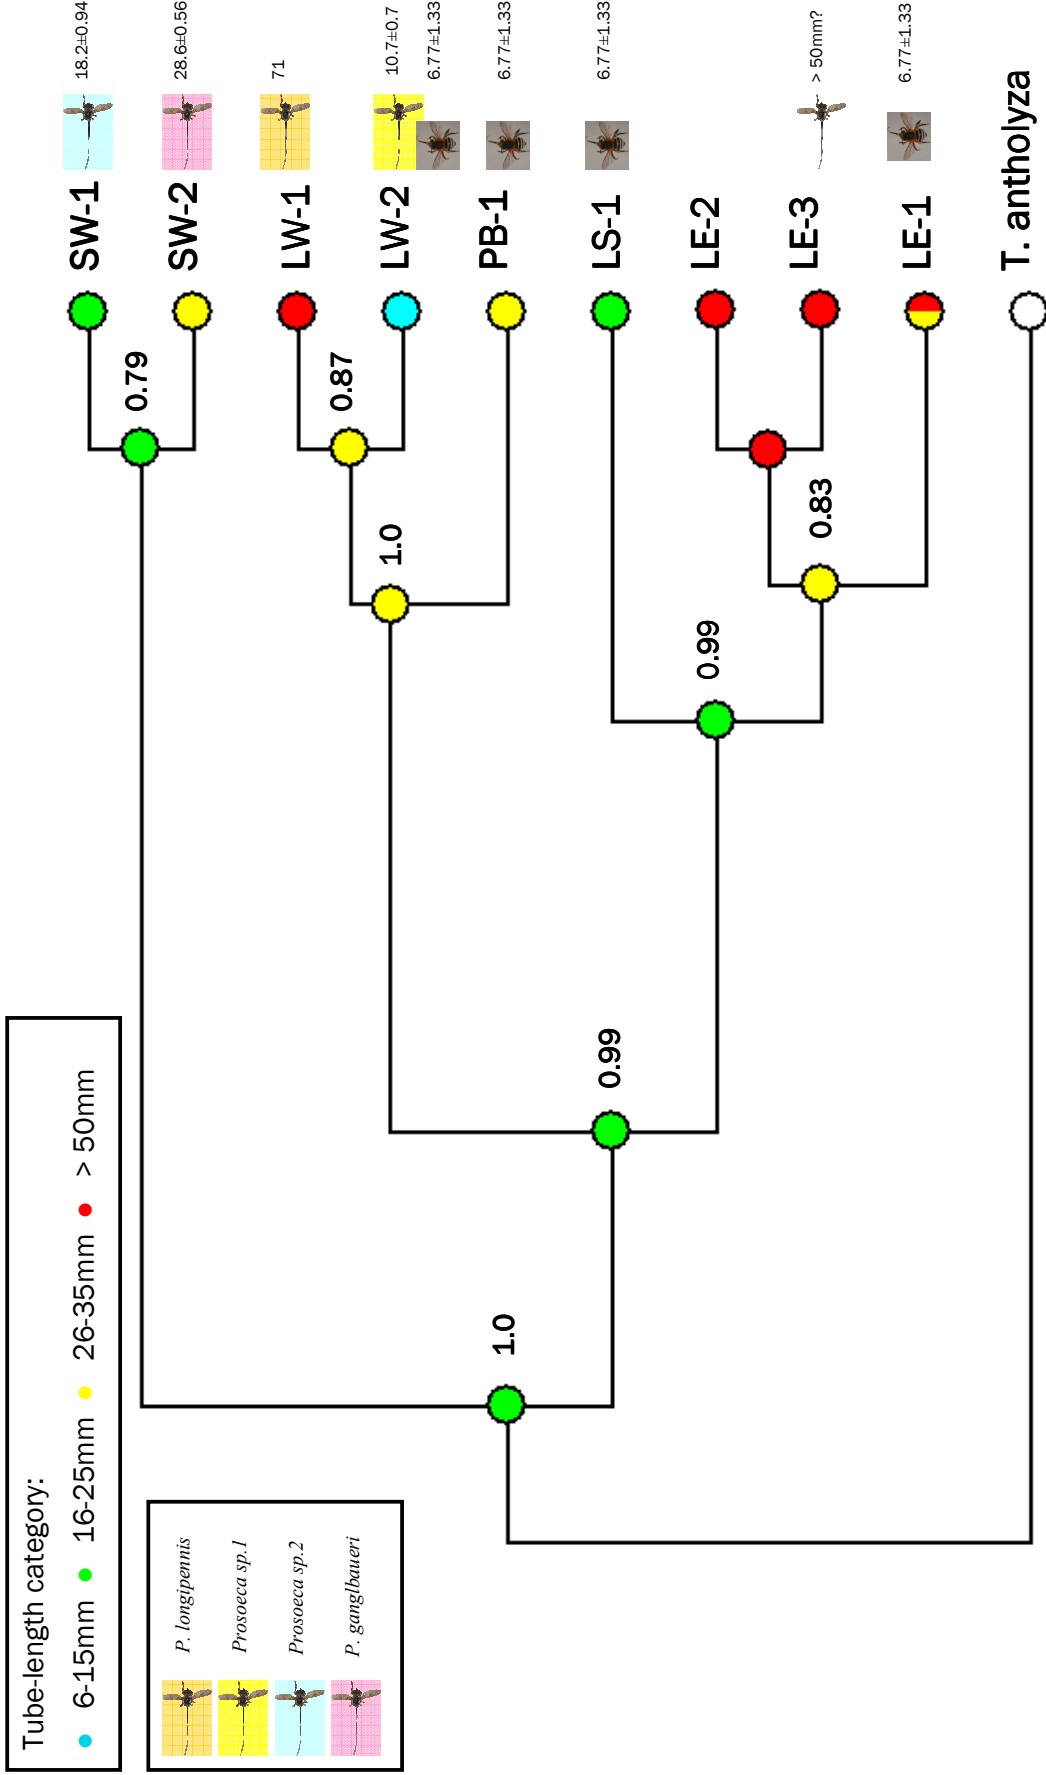 Tube-length category:
6-15mm 16-25mm 26-35mm > 50mm
P. longipennis
Prosoeca sp.1
Prosoeca sp.2
P. ganglbaueri
SW-1 18.2±0.94
SW-2 28.6±0.56
LW-1 71
LW-2 10.7±0.7
6.77±1.33
PB-1 6.77±1.33
LS-1 6.77±1.33
LE-2
LE-3 > 50mm?
LE-1 6.77±1.33
T. antholyza
0.79
0.87
1.0
0.83
0.99
0.99
1.0